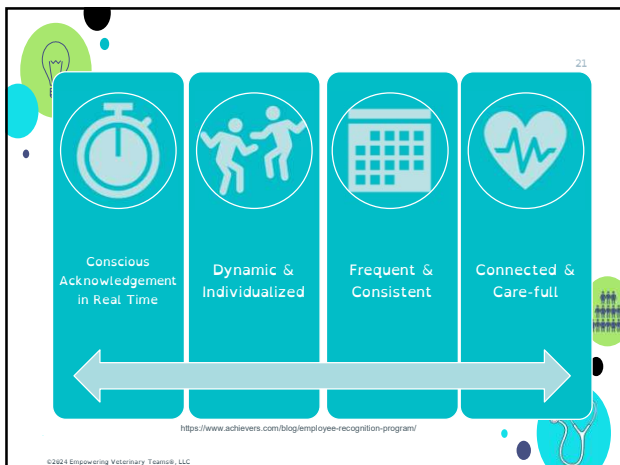 21
Conscious
Acknowledgement
in Real Time
Dynamic &
Individualized
Frequent &
Consistent
Connected &
Care-full
https://www.achievers.com/blog/employee-recognition-program/
©2024 Empowering Veterinary Teams®, LLC